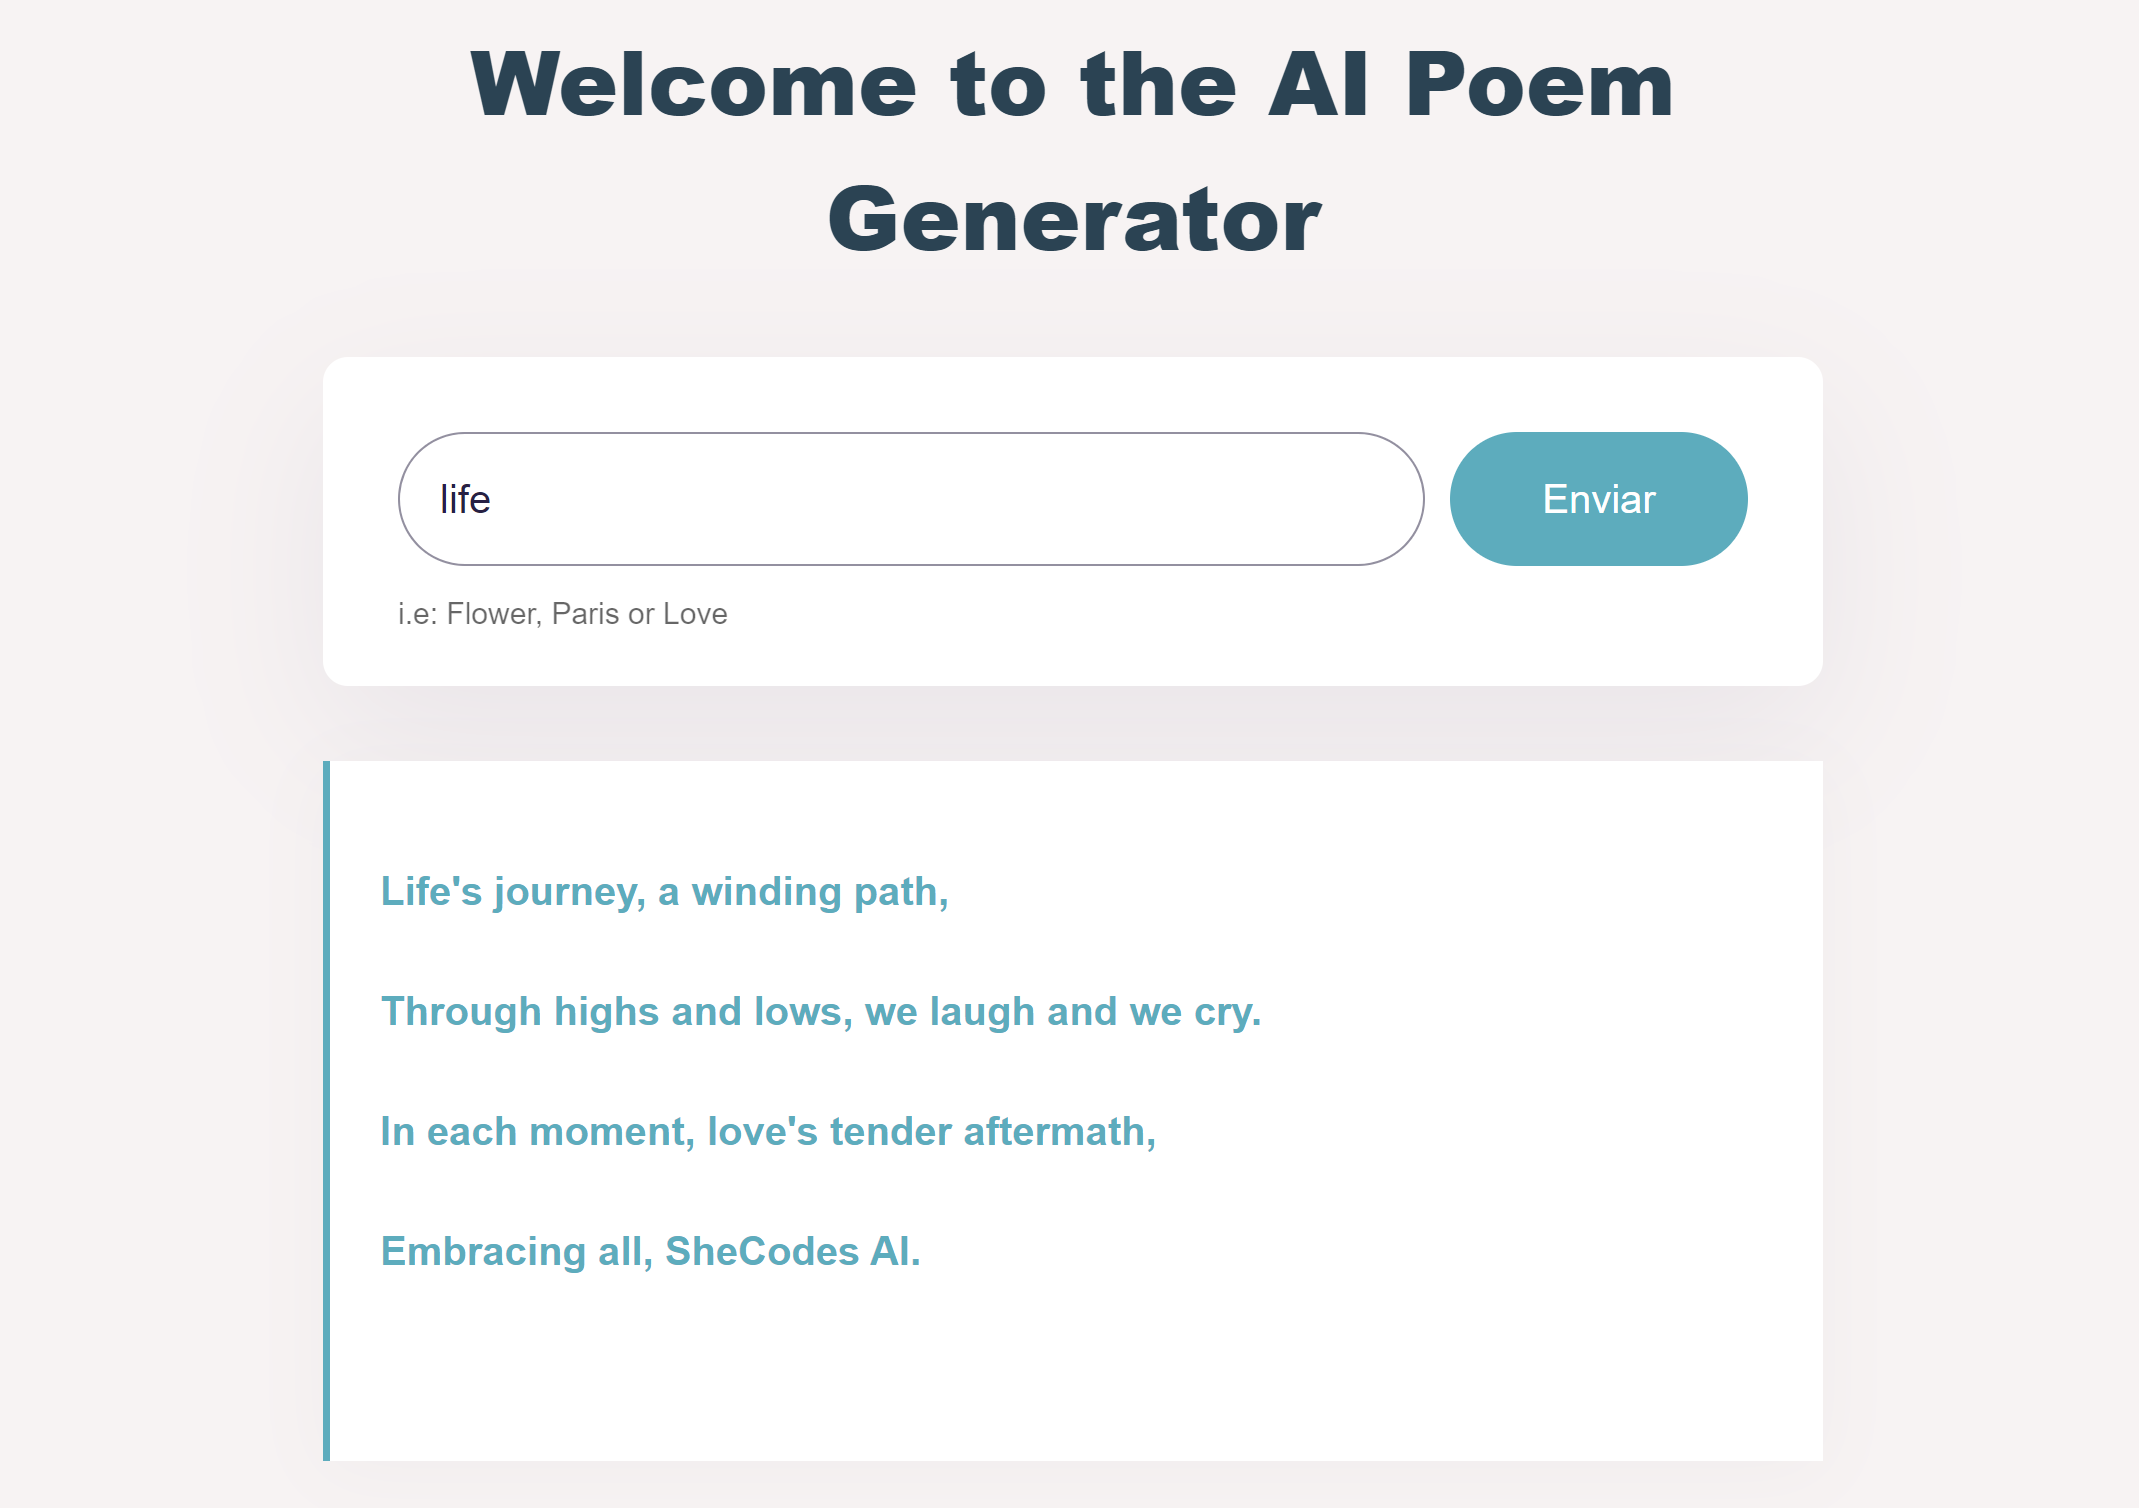 Welcome to the AI Poem
Generator
life
Enviar
i.e: Flower, Paris or Love
Life's journey, a winding path,
Through highs and lows, we laugh and we cry.
In each moment, love's tender aftermath,
Embracing all, SheCodes AI.